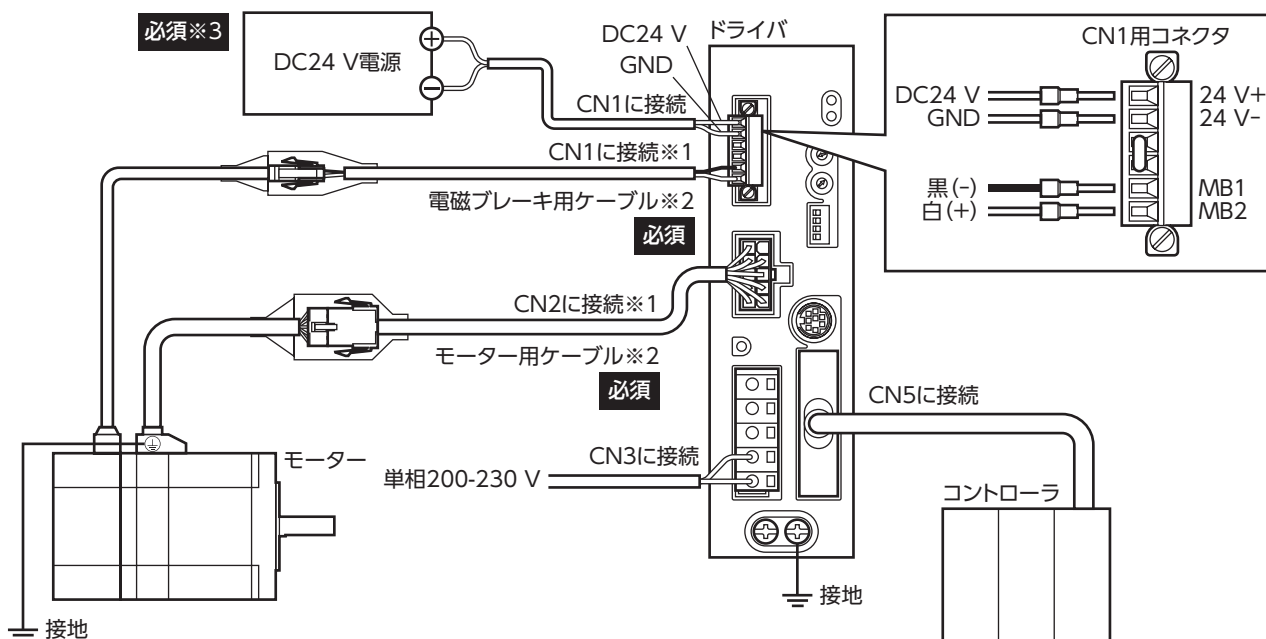 必須※3
DC24 V電源
DC24 V
GND
ドライバ
CN1用コネクタ
DC24 V
GND
24 V+
24 V-
黒(-)
白(+)
MB1
MB2
CN1に接続
CN1に接続※1
電磁ブレーキ用ケーブル※2
必須
CN2に接続※1
モーター用ケーブル※2
必須
CN5に接続
CN3に接続
単相200-230 V
モーター
コントローラ
接地
接地